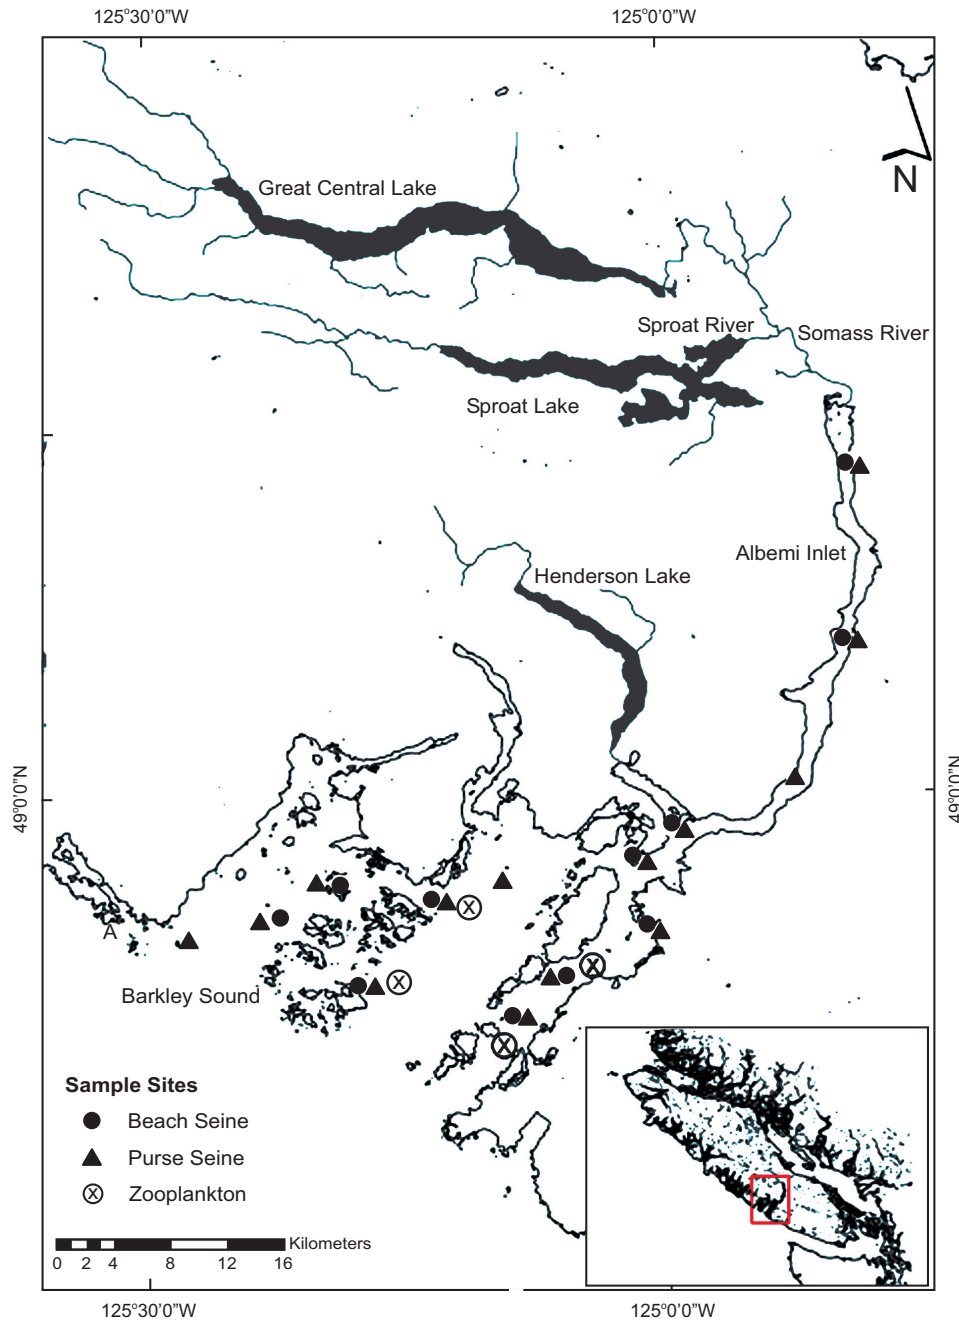 125°30'0"W
125°0'0"W
N
Great Central Lake
Sproat River
Somass River
Sproat Lake
Albemi Inlet
Henderson Lake
49°0'0"N
49°0'0"N
A
Barkley Sound
Sample Sites
Beach Seine
Purse Seine
Zooplankton
Kilometers
0 2 4 8 12 16
125°30'0"W
125°0'0"W